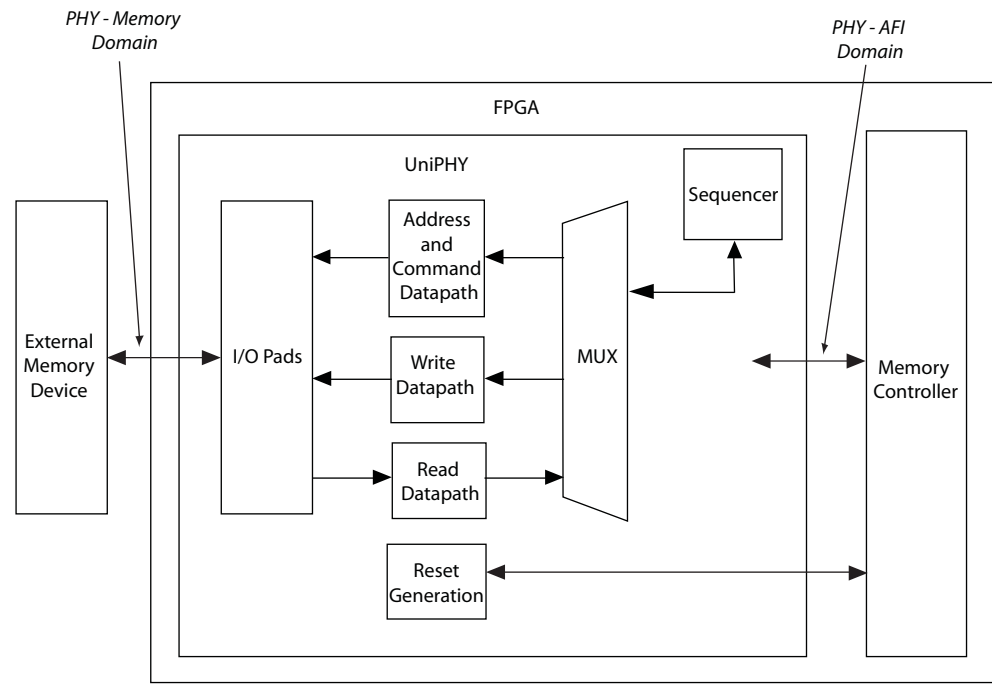 PHY - Memory
Domain
PHY - AFI
Domain
FPGA
UniPHY
Sequencer
Address
and
Command
Datapath
External
Memory
Device
I/O Pads
Write
Datapath
MUX
Memory
Controller
Read
Datapath
Reset
Generation